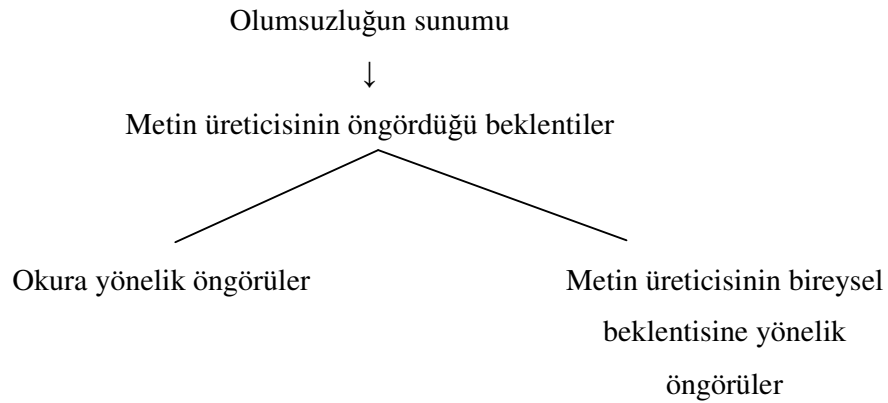 Olumsuzluğun sunumu
↓
Metin üreticisinin öngördüğü beklentiler
Okura yönelik öngörüler
Metin üreticisinin bireysel
beklentisine yönelik
öngörüler